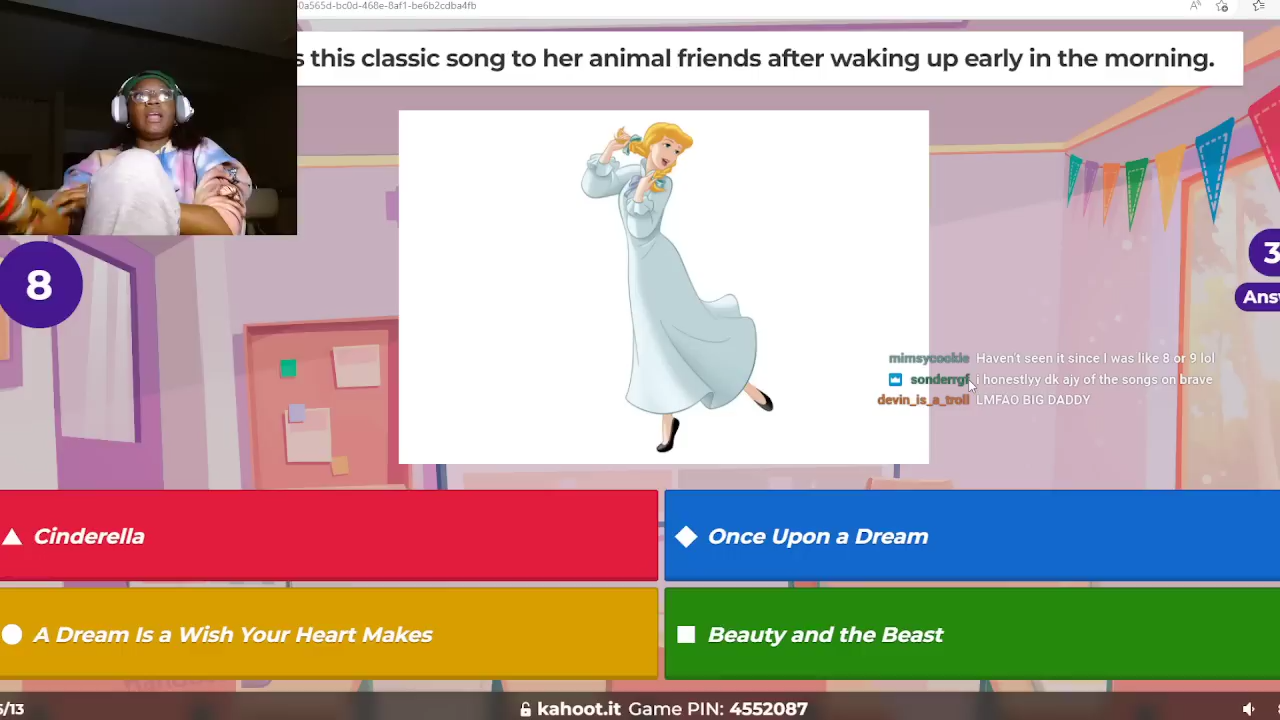 0a565d-bc0d-468e-8af1-be6b2cdba4fb
s this classic song to her animal friends after waking up early in the morning.
8
3
Ans
mimsycookie Haven't seen it since I was like 8 or 9 lol
sonderrgf i honestlyy dk ajy of the songs on brave
devin_is_a_troll LMFAO BIG DADDY
Cinderella
Once Upon a Dream
A Dream Is a Wish Your Heart Makes
Beauty and the Beast
/13
kahoot.it Game PIN: 4552087